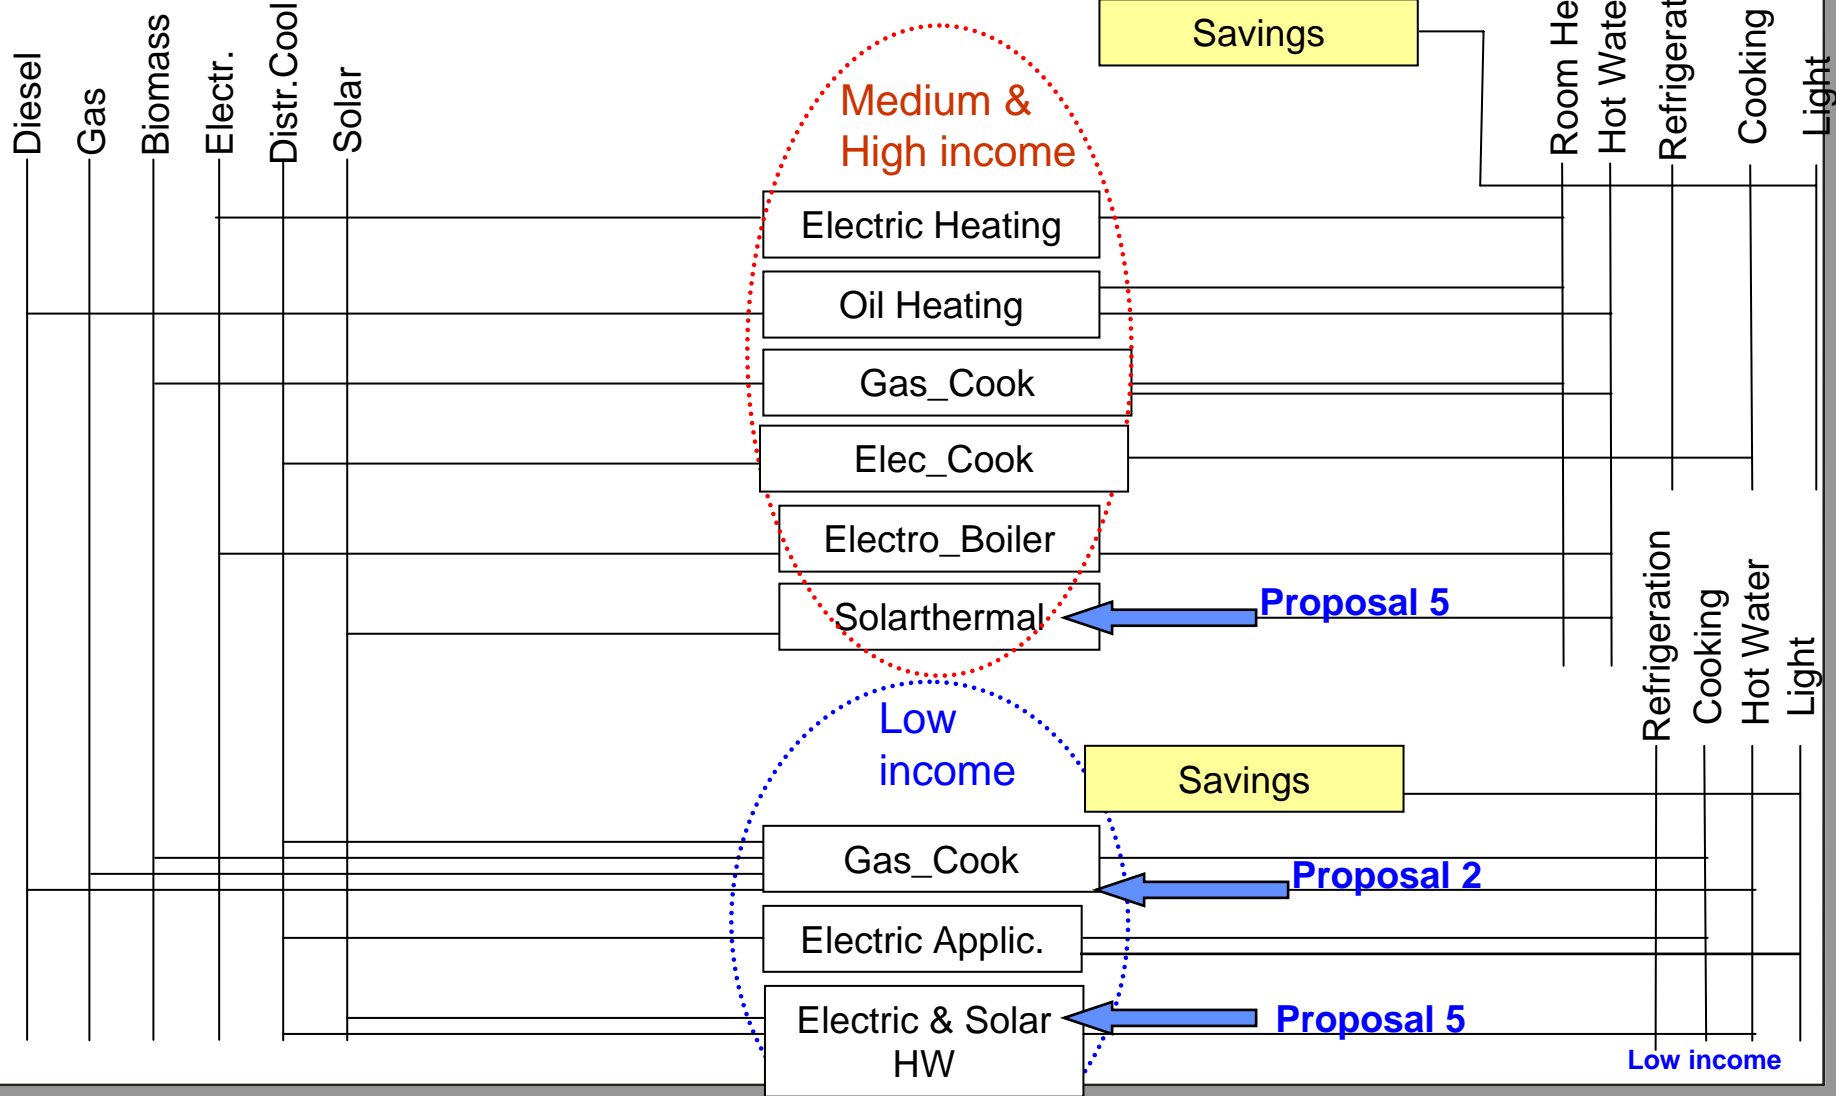 Diesel
Gas
Biomass
Electr.
Distr.Cool
Solar
Savings
Room He
Hot Wate
Refrigerat
Cooking
Light
Medium &
High income
Electric Heating
Oil Heating
Gas_Cook
Elec_Cook
Electro_Boiler
Solarthermal
Proposal 5
Refrigeration
Cooking
Hot Water
Light
Low
income
Savings
Gas_Cook
Proposal 2
Electric Applic.
Electric & Solar
HW
Proposal 5
Low income